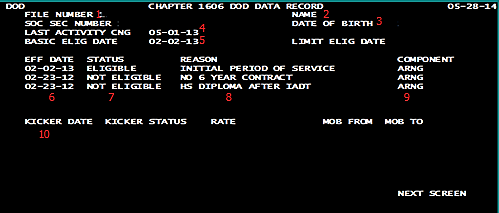 DOD CHAPTER 1606 DOD DATA RECORD 05-28-14
FILE NUMBER 1 NAME 2
SOC SEC NUMBER : DATE OF BIRTH 3
LAST ACTIVITY CNG 05-01-13 4
BASIC ELIG DATE 02-02-13 5 LIMIT ELIG DATE
EFF DATE STATUS REASON COMPONENT
02-02-13 ELIGIBLE INITIAL PERIOD OF SERVICE ARNG
02-23-12 NOT ELIGIBLE NO 6 YEAR CONTRACT ARNG
02-23-12 NOT ELIGIBLE HS DIPLOMA AFTER IADT ARNG
6 7 8 9
KICKER DATE KICKER STATUS RATE MOB FROM MOB TO
10
NEXT SCREEN